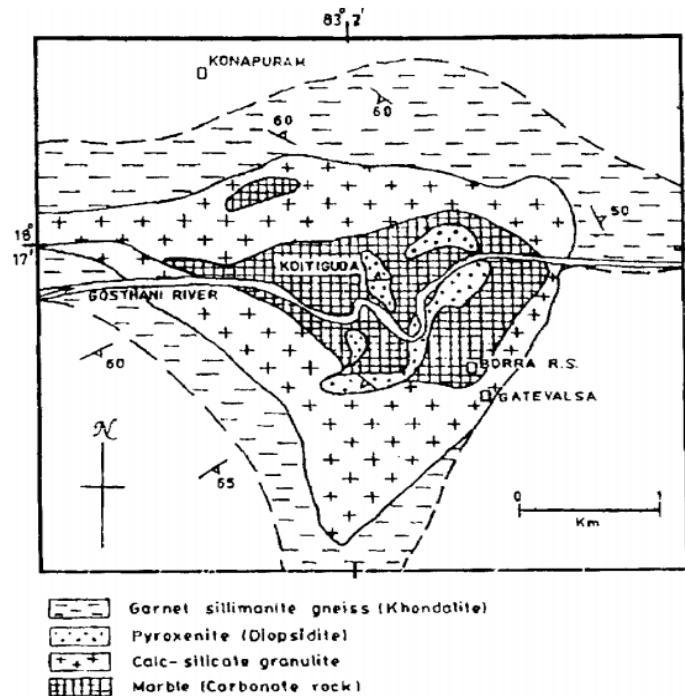 83° 2'
KONAPURAM
60
60
50
18°
17'
KOITIGUDA
GOSTHANI RIVER
60
BORRA R.S.
GATEVALSA
N
65
0 1
Km
Garnet sillimanite gneiss (Khondalite)
Pyroxenite (Diopsidite)
Calc-silicate granulite
Marble (Carbonate rock)